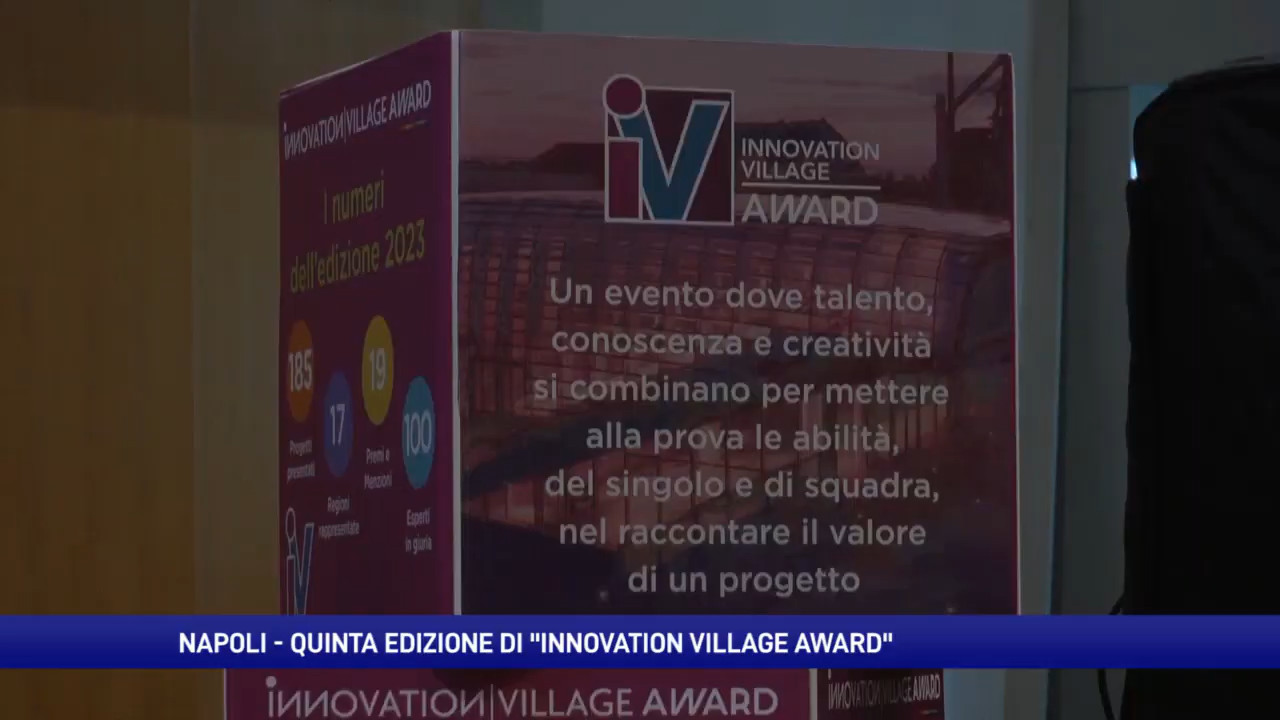 INNOVATION|VILLAGE AWARD
I numeri
dell'edizione 2023
185
Progetti
presentati
17
Regioni
rappresentate
19
Premi e
Menzioni
100
Esperti
in giuria
iV
iV
INNOVATION
VILLAGE
AWARD
Un evento dove talento,
conoscenza e creatività
si combinano per mettere
alla prova le abilità,
del singolo e di squadra,
nel raccontare il valore
di un progetto
NAPOLI - QUINTA EDIZIONE DI "INNOVATION VILLAGE AWARD"
INNOVATION|VILLAGE AWARD
INNOVATION|VILLAGE AWARD